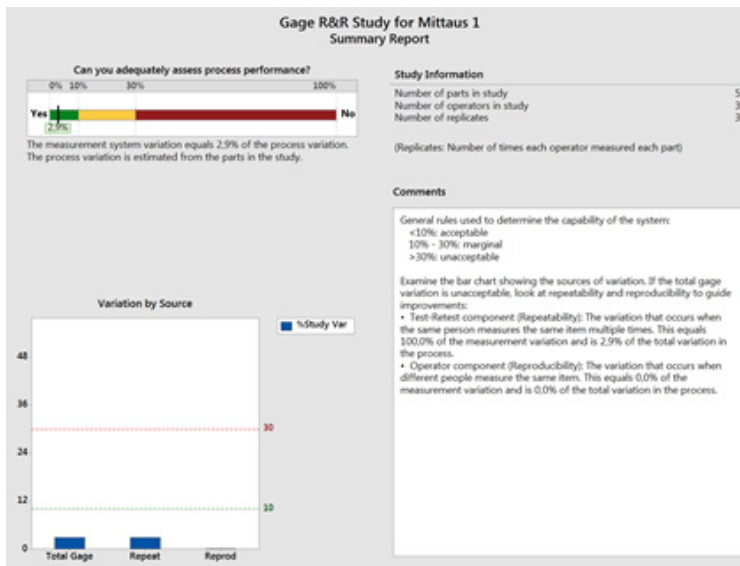 Gage R&R Study for Mittaus 1
Summary Report
Can you adequately assess process performance?
0% 10% 30% 100%
Yes No
2,9%
The measurement system variation equals 2,9% of the process variation.
The process variation is estimated from the parts in the study.
Study Information
Number of parts in study 5
Number of operators in study 3
Number of replicates 3
(Replicates: Number of times each operator measured each part)
Comments
General rules used to determine the capability of the system:
<10%: acceptable
10% - 30%: marginal
>30%: unacceptable
Examine the bar chart showing the sources of variation. If the total gage
variation is unacceptable, look at repeatability and reproducibility to guide
improvements:
• Test-Retest component (Repeatability): The variation that occurs when
the same person measures the same item multiple times. This equals
100,0% of the measurement variation and is 2,9% of the total variation in
the process.
• Operator component (Reproducibility): The variation that occurs when
different people measure the same item. This equals 0,0% of the
measurement variation and is 0,0% of the total variation in the process.
Variation by Source
%Study Var
48
36
30
24
12
10
0
Total Gage Repeat Reprod